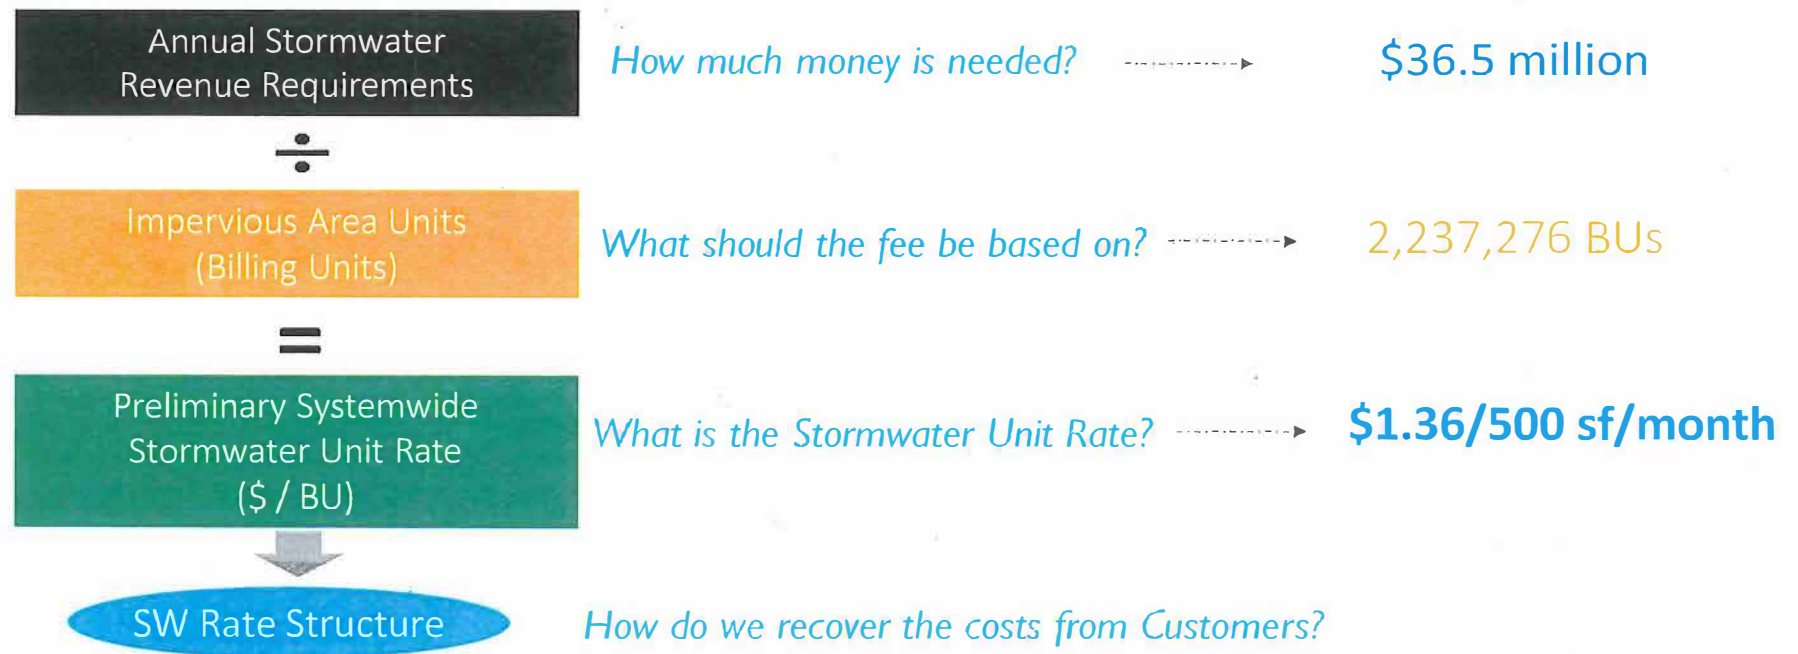 Annual Stormwater
Revenue Requirements
How much money is needed?
$36.5 million
÷
Impervious Area Units
(Billing Units)
What should the fee be based on?
2,237,276 BUs
=
Preliminary Systemwide
Stormwater Unit Rate
($ / BU)
What is the Stormwater Unit Rate?
$1.36/500 sf/month
SW Rate Structure
How do we recover the costs from Customers?